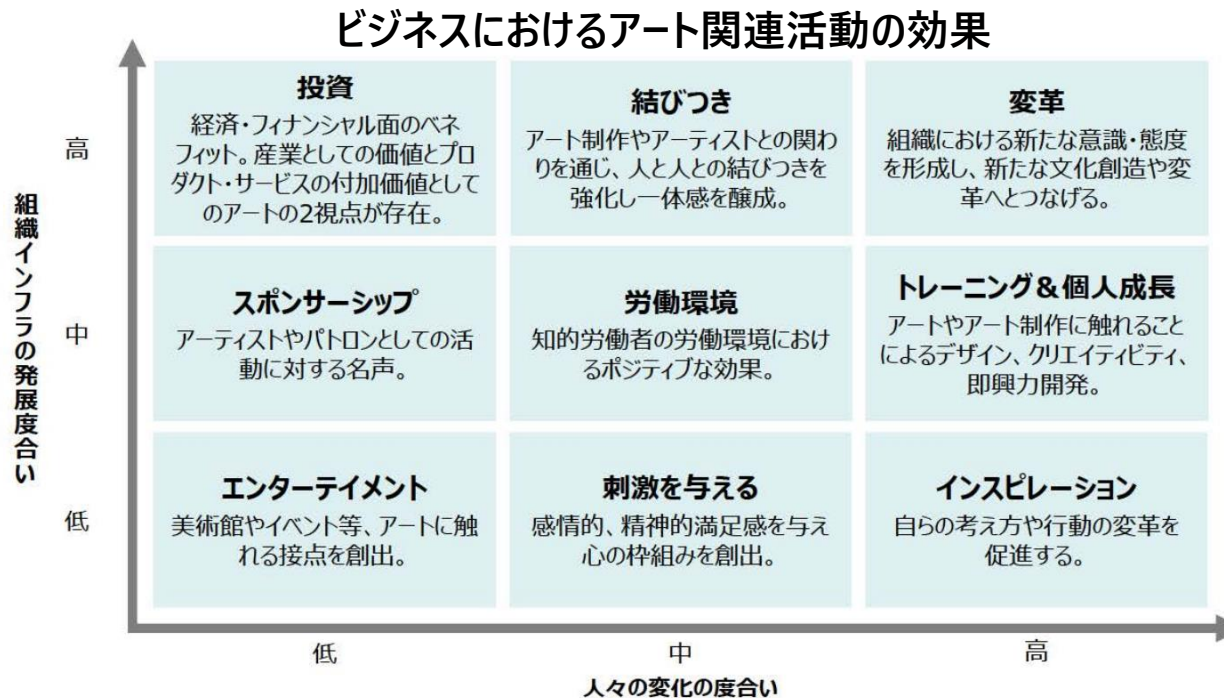 ビジネスにおけるアート関連活動の効果
組織インフラの発展度合い
高
投資
経済・フィナンシャル面のベネ
フィット。産業としての価値とプロ
ダクト・サービスの付加価値として
のアートの2視点が存在。
結びつき
アート制作やアーティストとの関わ
りを通じ、人と人との結びつきを
強化し一体感を醸成。
変革
組織における新たな意識・態度
を形成し、新たな文化創造や変
革へとつなげる。
中
スポンサーシップ
アーティストやパトロンとしての活
動に対する名声。
労働環境
知的労働者の労働環境におけ
るポジティブな効果。
トレーニング&個人成長
アートやアート制作に触れること
によるデザイン、クリエイティビティ、
即興力開発。
低
エンターテイメント
美術館やイベント等、アートに触
れる接点を創出。
刺激を与える
感情的、精神的満足感を与え
心の枠組みを創出。
インスピレーション
自らの考え方や行動の変革を
促進する。
低
中
高
人々の変化の度合い